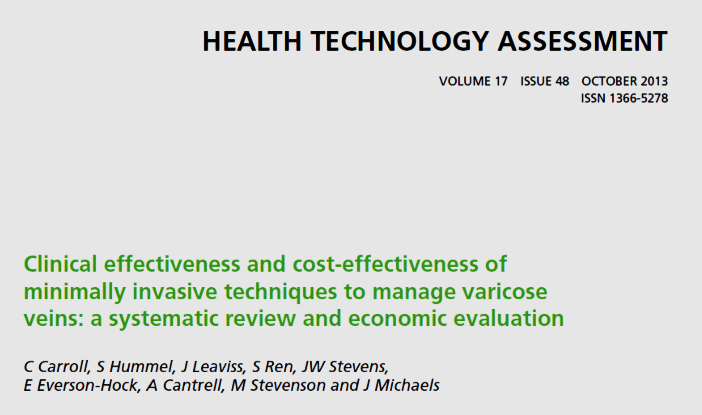 HEALTH TECHNOLOGY ASSESSMENT
VOLUME 17 ISSUE 48 OCTOBER 2013
ISSN 1366-5278
Clinical effectiveness and cost-effectiveness of
minimally invasive techniques to manage varicose
veins: a systematic review and economic evaluation
C Carroll, S Hummel, J Leaviss, S Ren, JW Stevens,
E Everson-Hock, A Cantrell, M Stevenson and J Michaels